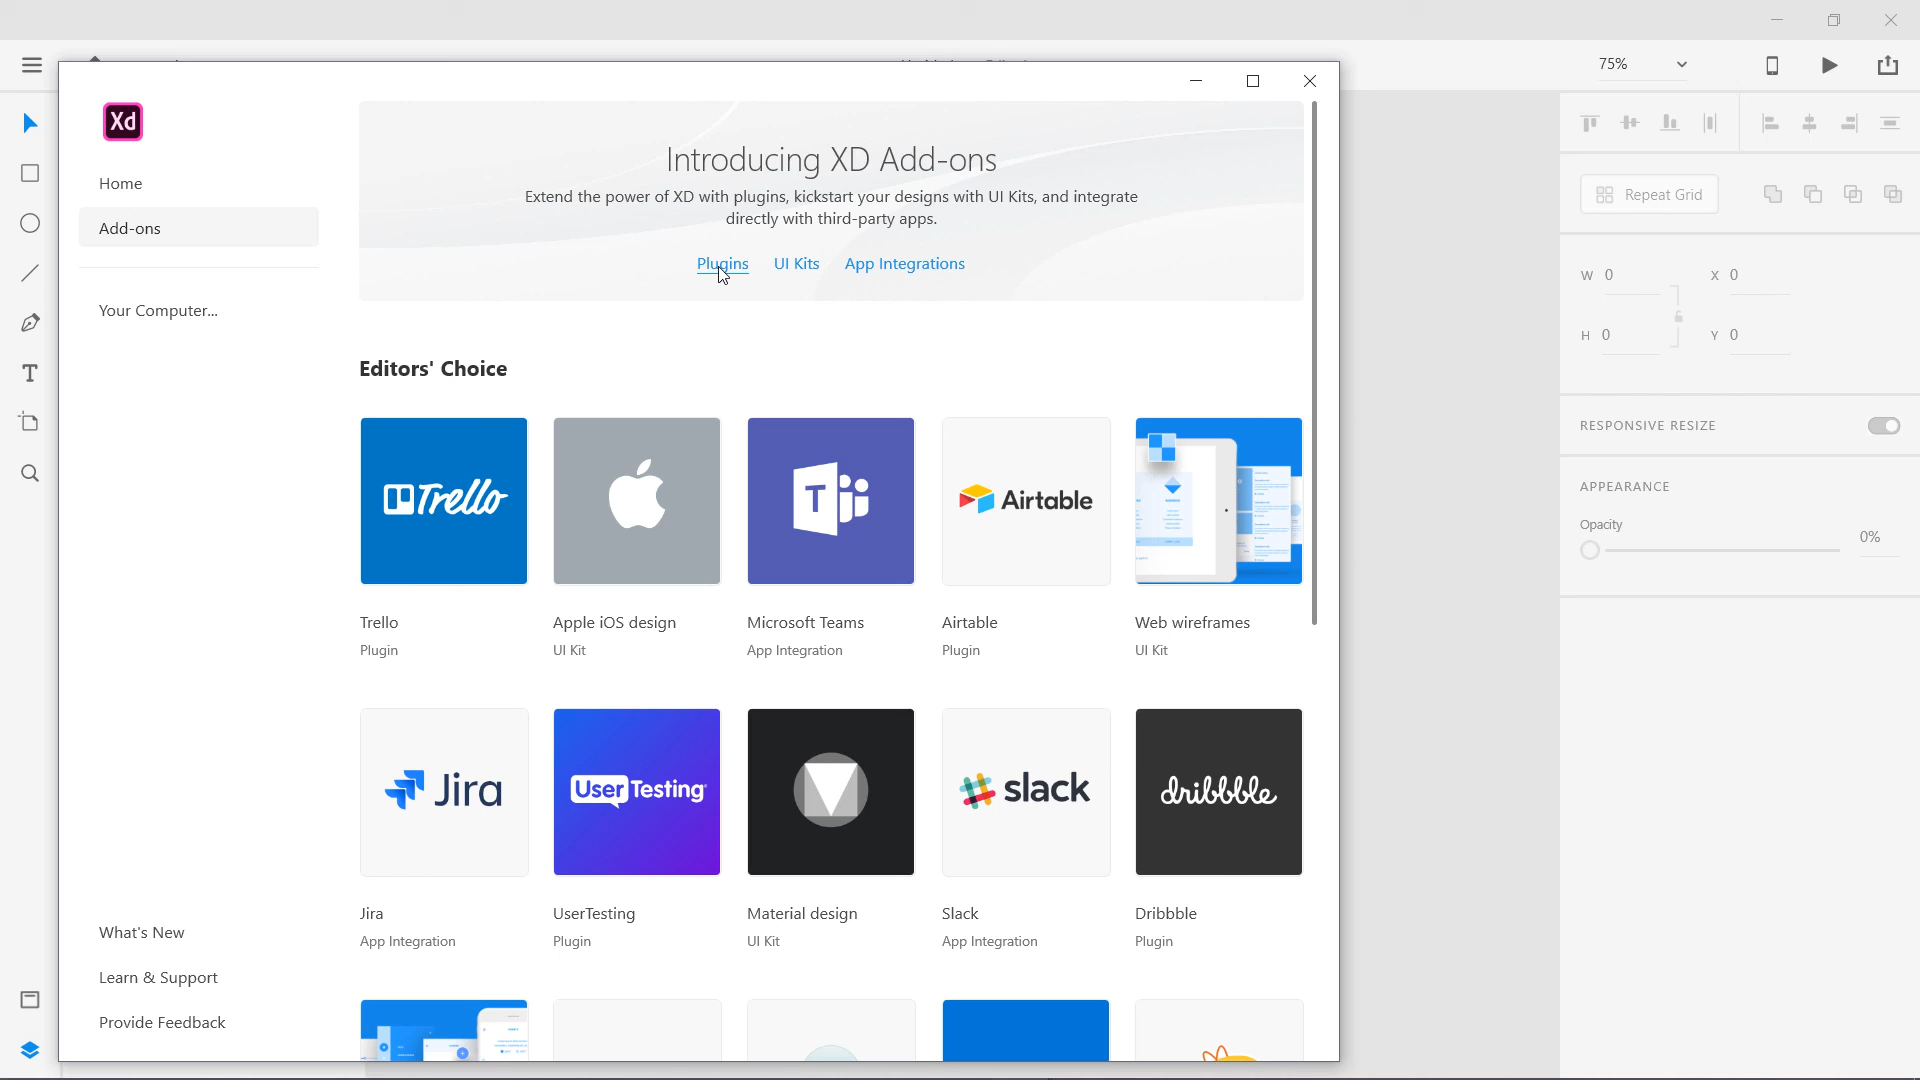 75%
Xd
Home
Add-ons
Your Computer...
What's New
Learn & Support
Provide Feedback
Introducing XD Add-ons
Extend the power of XD with plugins, kickstart your designs with UI Kits, and integrate
directly with third-party apps.
Plugins UI Kits App Integrations
Editors' Choice
Trello
T
Airtable
Trello Apple iOS design Microsoft Teams Airtable Web wireframes
Plugin UI Kit App Integration Plugin UI Kit
Jira
UserTesting
slack
dribbble
Jira UserTesting Material design Slack Dribbble
App Integration Plugin UI Kit App Integration Plugin
Repeat Grid
W 0 X 0
H 0 Y 0
RESPONSIVE RESIZE
APPEARANCE
Opacity
0%